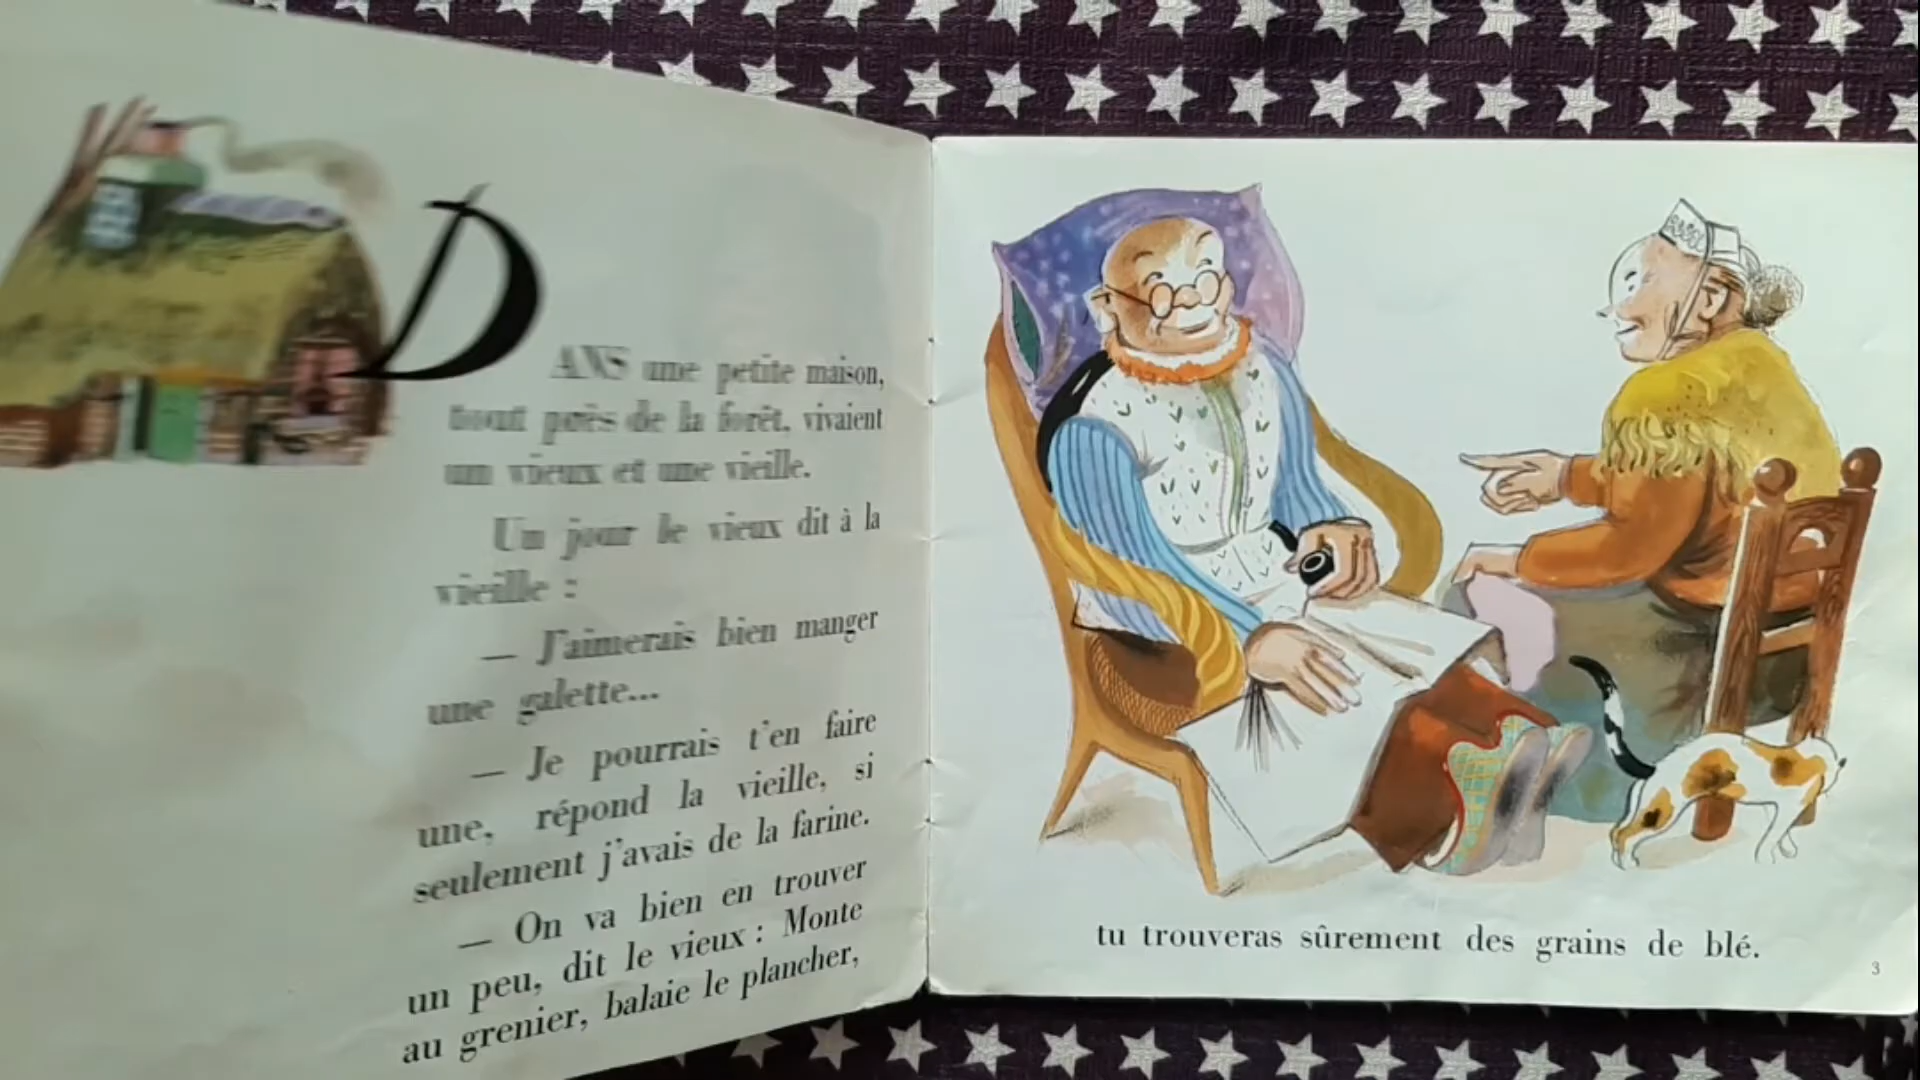 DANS une petite maison,
tout près de la forêt, vivaient
un vieux et une vieille.
Un jour le vieux dit à la
vieille :
— J'aimerais bien manger
une galette...
— Je pourrais t'en faire
une, répond la vieille, si
seulement j'avais de la farine.
— On va bien en trouver
un peu, dit le vieux : Monte
au grenier, balaie le plancher,
tu trouveras sûrement des grains de blé.
3